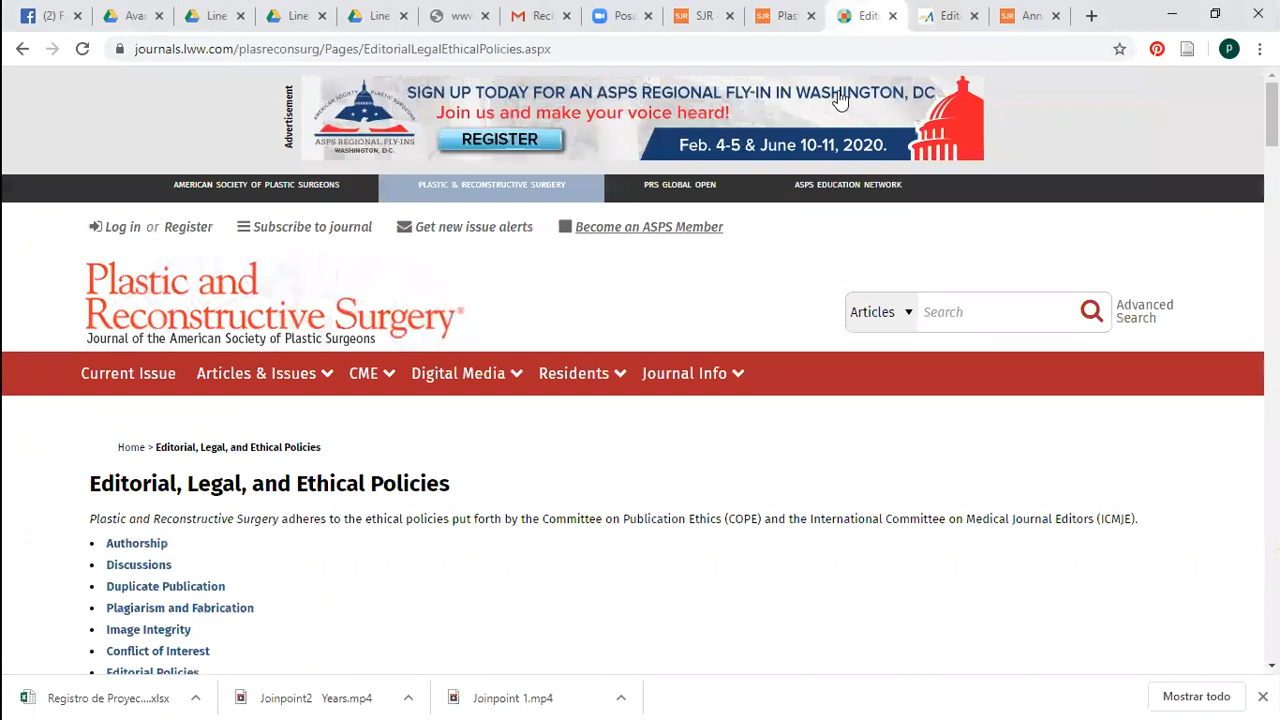 (2) F
Ava
Line
Line
Line
www
Reci
Posa
SJR -
Plas
Edit
Edit
Ann
journals.lww.com/plasreconsurg/Pages/EditorialLegalEthicalPolicies.aspx
P
Advertisement
AMERICAN SOCIETY OF PLASTIC SURGEONS
ASPS REGIONAL FLY-INS
WASHINGTON, D.C.
SIGN UP TODAY FOR AN ASPS REGIONAL FLY-IN IN WASHINGTON, DC
Join us and make your voice heard!
REGISTER
Feb. 4-5 & June 10-11, 2020.
AMERICAN SOCIETY OF PLASTIC SURGEONS
PLASTIC & RECONSTRUCTIVE SURGERY
PRS GLOBAL OPEN
ASPS EDUCATION NETWORK
Log in or Register
Subscribe to journal
Get new issue alerts
Become an ASPS Member
Plastic and
Reconstructive Surgery®
Journal of the American Society of Plastic Surgeons
Articles
Search
Advanced
Search
Current Issue
Articles & Issues
CME
Digital Media
Residents
Journal Info
Home > Editorial, Legal, and Ethical Policies
Editorial, Legal, and Ethical Policies
Plastic and Reconstructive Surgery adheres to the ethical policies put forth by the Committee on Publication Ethics (COPE) and the International Committee on Medical Journal Editors (ICMJE).
• Authorship
• Discussions
• Duplicate Publication
• Plagiarism and Fabrication
• Image Integrity
• Conflict of Interest
• Editorial Policies
Registro de Proyec....xlsx
Joinpoint2 Years.mp4
Joinpoint 1.mp4
Mostrar todo